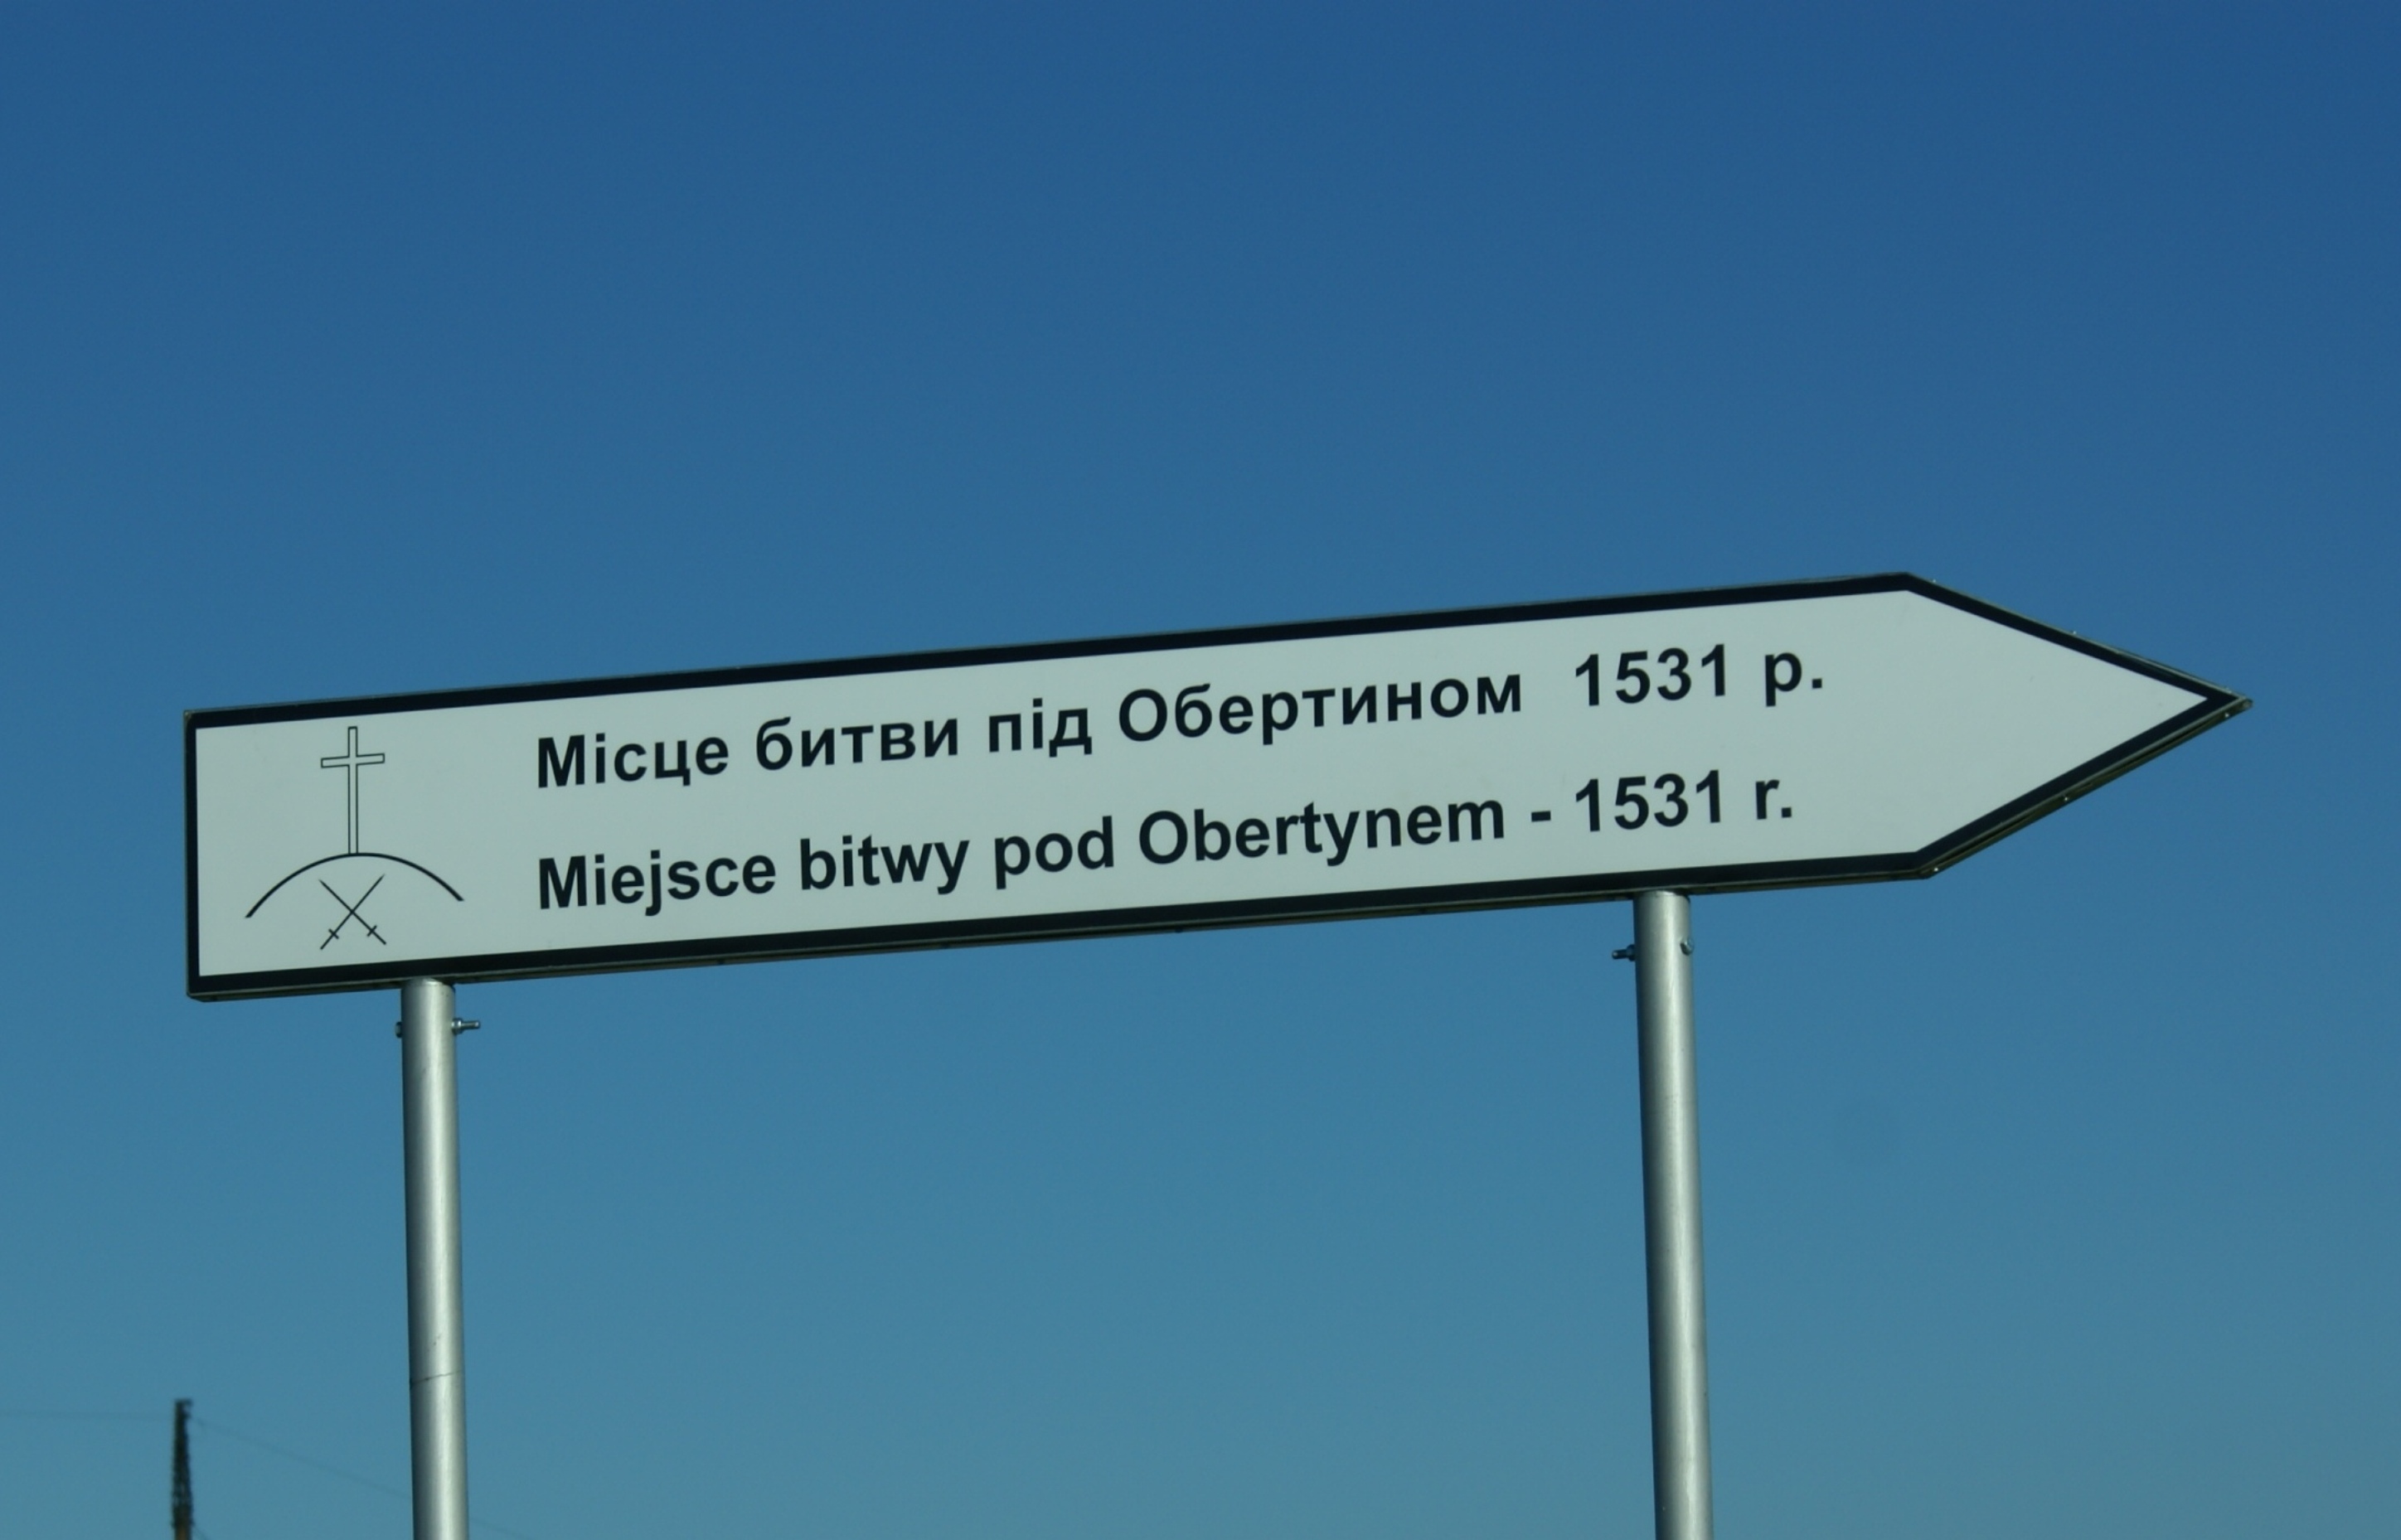 Місце битви під Обертином 1531 р.
Miejsce bitwy pod Obertynem - 1531 r.